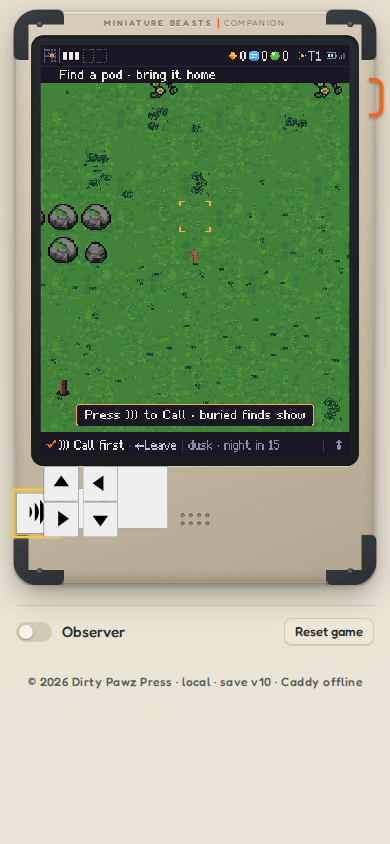 MINIATURE BEASTS | COMPANION
0 0 0 T1
Find a pod · bring it home
Press ))) to Call · buried finds show
))) Call first · ←Leave | dusk · night in 15
Observer
Reset game
© 2026 Dirty Pawz Press · local · save v10 · Caddy offline